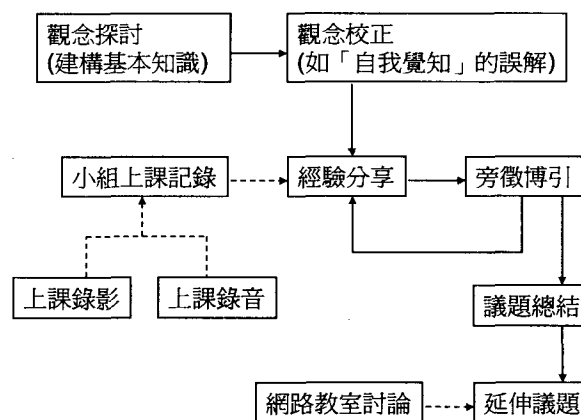 觀念探討
(建構基本知識)
觀念校正
(如「自我覺知」的誤解)
小組上課記錄
經驗分享
旁徵博引
上課錄影
上課錄音
議題總結
網路教室討論
延伸議題